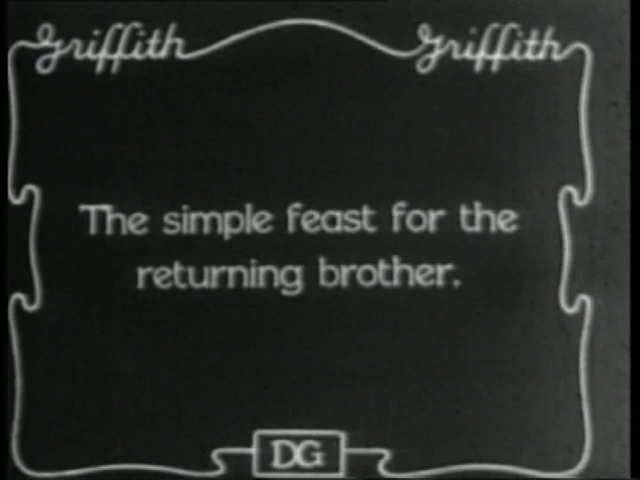 Griffith Griffith
The simple feast for the
returning brother.
DG